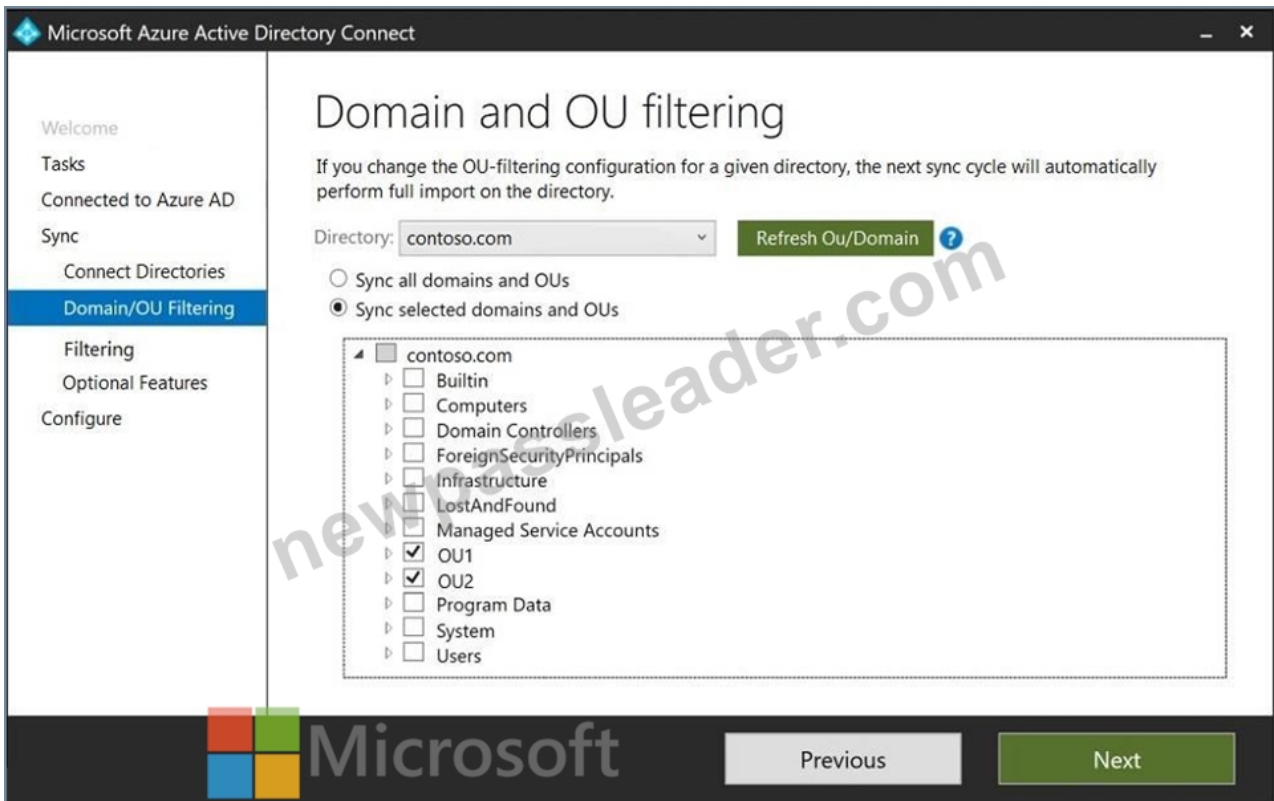 Microsoft Azure Active Directory Connect
Welcome
Tasks
Connected to Azure AD
Sync
Connect Directories
Domain/OU Filtering
Filtering
Optional Features
Configure
Domain and OU filtering
If you change the OU-filtering configuration for a given directory, the next sync cycle will automatically
perform full import on the directory.
Directory: contoso.com Refresh Ou/Domain ?
Sync all domains and OUs
Sync selected domains and OUs
contoso.com
Builtin
Computers
Domain Controllers
ForeignSecurityPrincipals
Infrastructure
LostAndFound
Managed Service Accounts
OU1
OU2
Program Data
System
Users
newpassleader.com
Microsoft
Previous Next